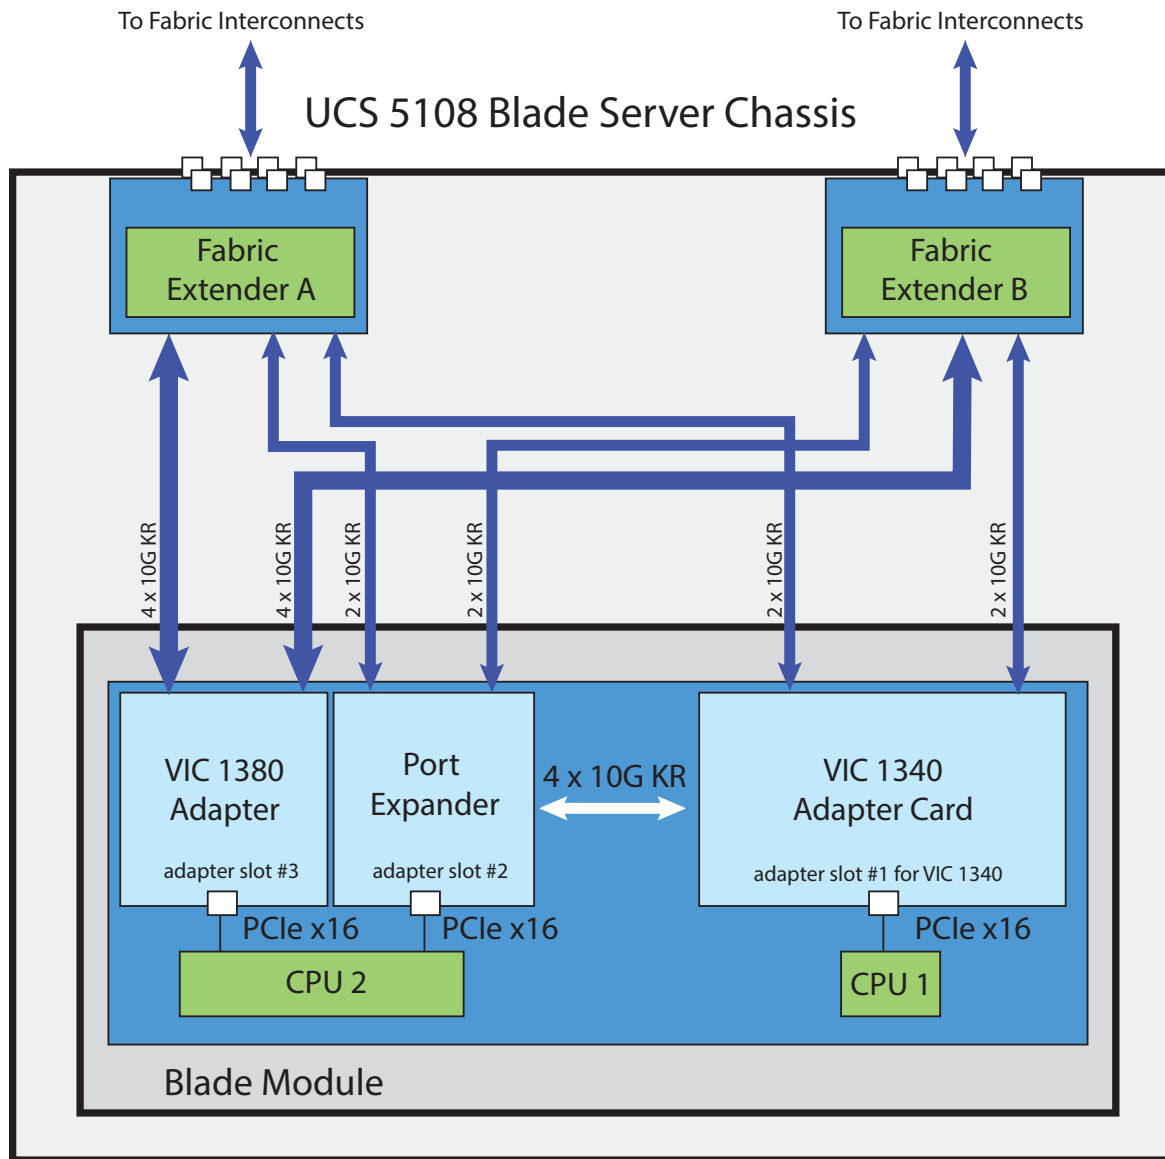 To Fabric Interconnects
To Fabric Interconnects
UCS 5108 Blade Server Chassis
Fabric
Extender A
Fabric
Extender B
4 x 10G KR
4 x 10G KR
2 x 10G KR
2 x 10G KR
2 x 10G KR
2 x 10G KR
VIC 1380
Adapter
adapter slot #3
Port
Expander
adapter slot #2
4 x 10G KR
VIC 1340
Adapter Card
adapter slot #1 for VIC 1340
PCIe x16
PCIe x16
PCIe x16
CPU 2
CPU 1
Blade Module